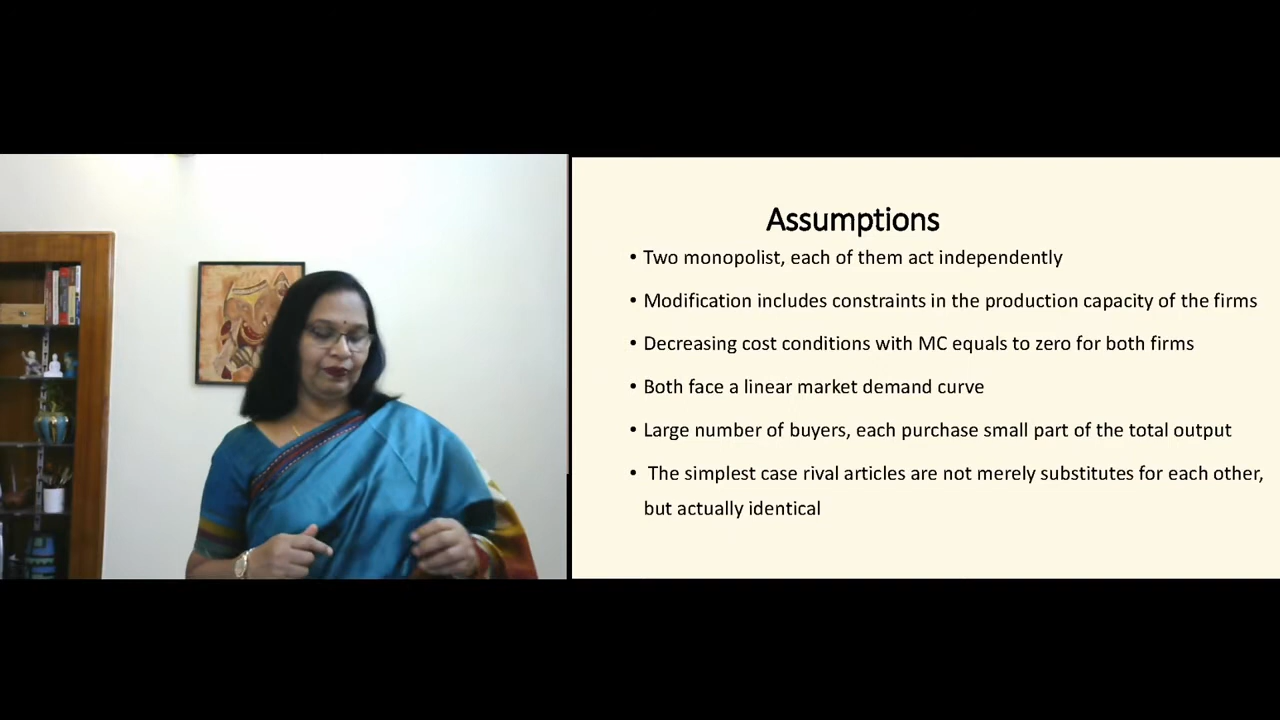 Assumptions
• Two monopolist, each of them act independently
• Modification includes constraints in the production capacity of the firms
• Decreasing cost conditions with MC equals to zero for both firms
• Both face a linear market demand curve
• Large number of buyers, each purchase small part of the total output
• The simplest case rival articles are not merely substitutes for each other,
but actually identical